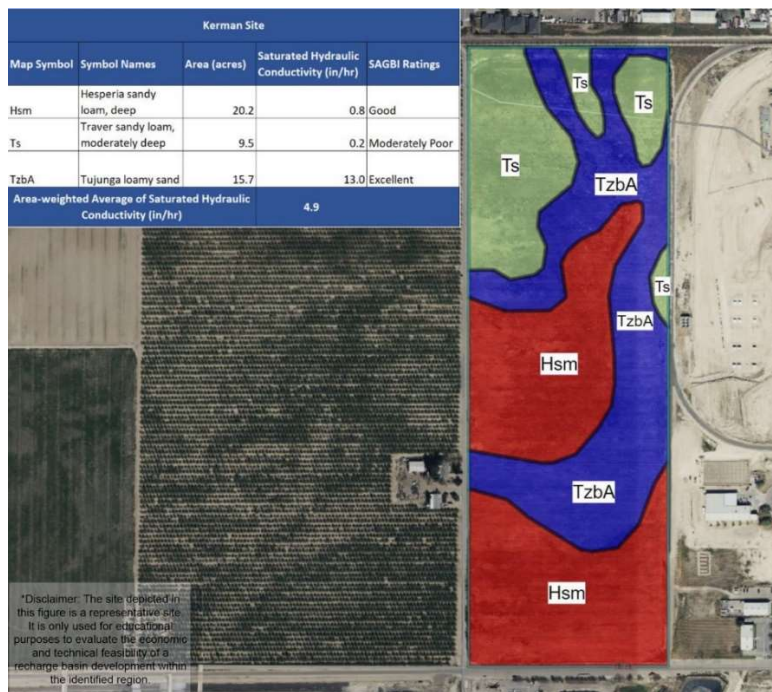 Kerman Site
Map Symbol Symbol Names Area (acres) Saturated Hydraulic Conductivity (in/hr) SAGBI Ratings
Hsm Hesperia sandy loam, deep 20.2 0.8 Good
Ts Traver sandy loam, moderately deep 9.5 0.2 Moderately Poor
TzbA Tujunga loamy sand 15.7 13.0 Excellent
Area-weighted Average of Saturated Hydraulic Conductivity (in/hr) 4.9
Ts
Ts
Ts
TzbA
Ts
TzbA
Hsm
TzbA
Hsm
*Disclaimer: The site depicted in
this figure is a representative site.
It is only used for educational
purposes to evaluate the economic
and technical feasibility of a
recharge basin development within
the identified region.